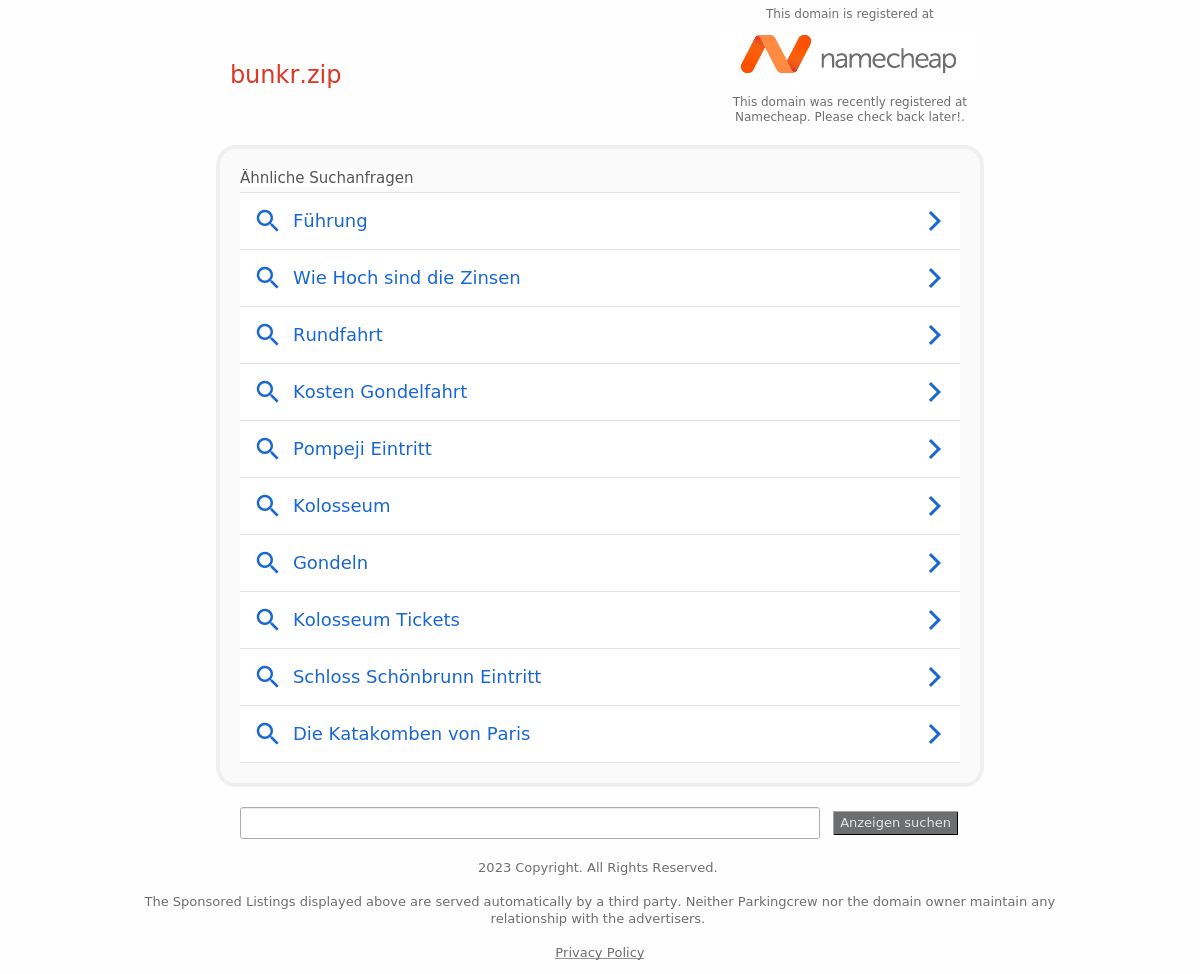 This domain is registered at
namecheap
bunkr.zip
This domain was recently registered at
Namecheap. Please check back later!.
Ähnliche Suchanfragen
Führung
Wie Hoch sind die Zinsen
Rundfahrt
Kosten Gondelfahrt
Pompeji Eintritt
Kolosseum
Gondeln
Kolosseum Tickets
Schloss Schönbrunn Eintritt
Die Katakomben von Paris
Anzeigen suchen
2023 Copyright. All Rights Reserved.
The Sponsored Listings displayed above are served automatically by a third party. Neither Parkingcrew nor the domain owner maintain any
relationship with the advertisers.
Privacy Policy